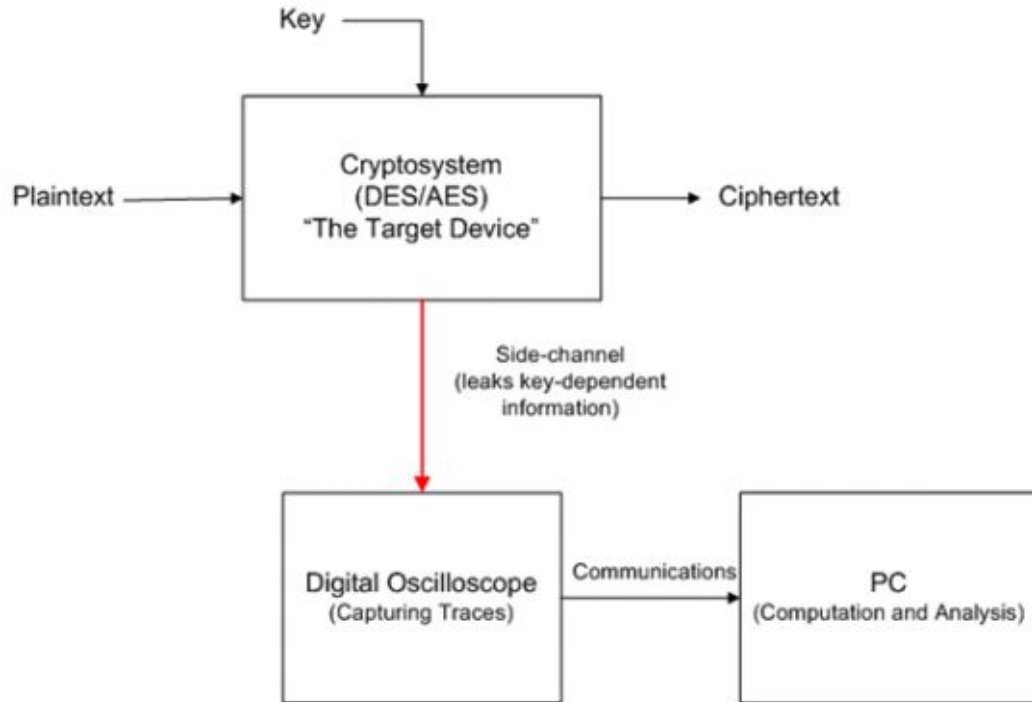 Key
Cryptosystem
(DES/AES)
“The Target Device”
Plaintext
Ciphertext
Side-channel
(leaks key-dependent
information)
Digital Oscilloscope
(Capturing Traces)
Communications
PC
(Computation and Analysis)